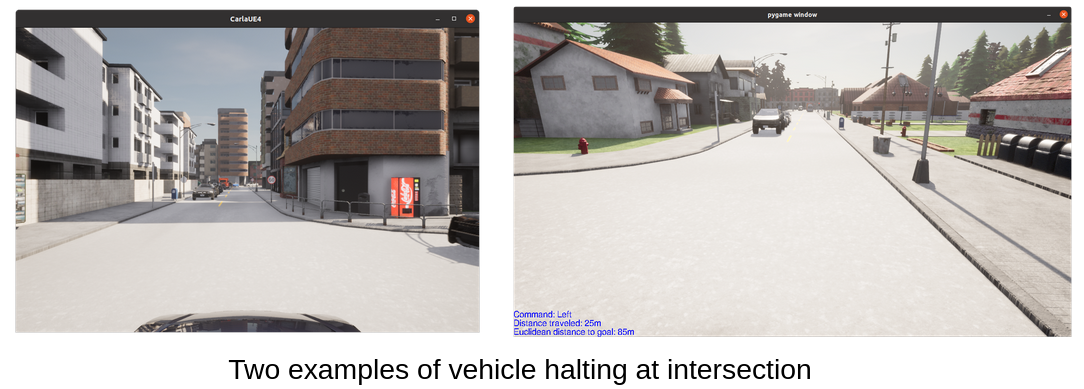 CarlaUE4
pygame window
Command: Left
Distance traveled: 25m
Euclidean distance to goal: 85m
Two examples of vehicle halting at intersection